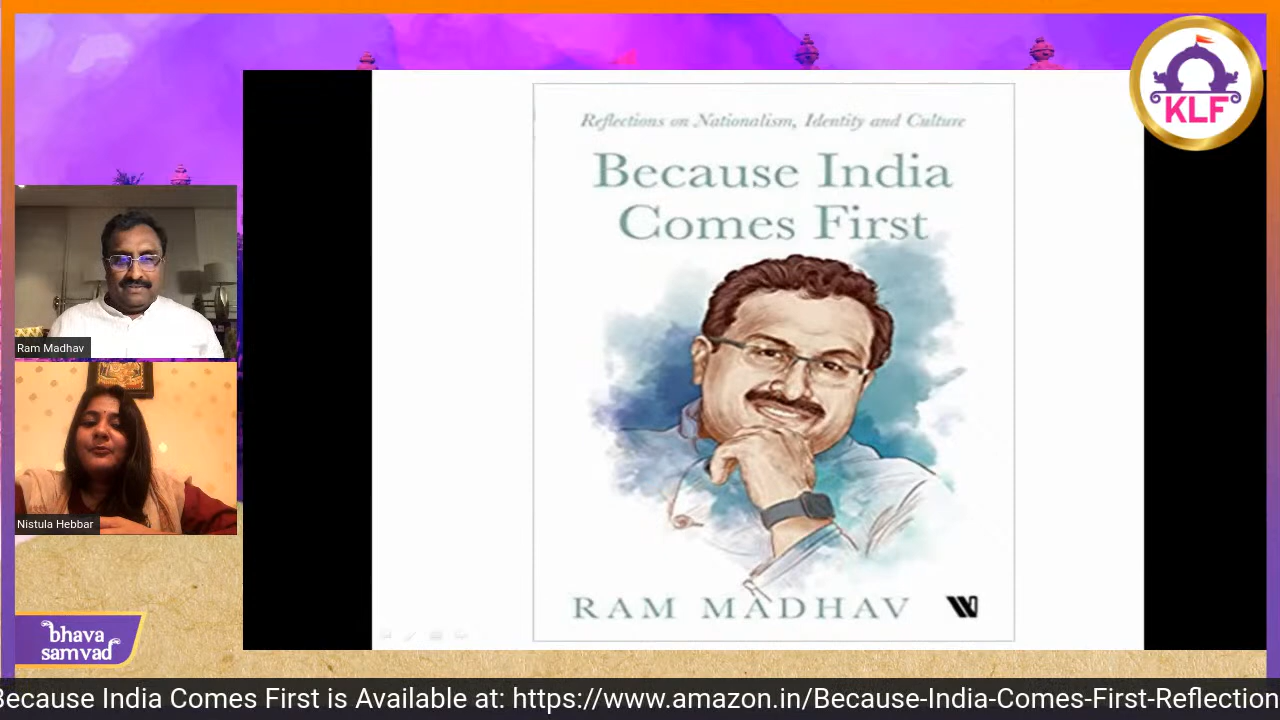 KLF
Reflections on Nationalism, Identity and Culture
Because India
Comes First
RAM MADHAV
Ram Madhav
Nistula Hebbar
bhava
samvad
Because India Comes First is Available at: https://www.amazon.in/Because-India-Comes-First-Reflection